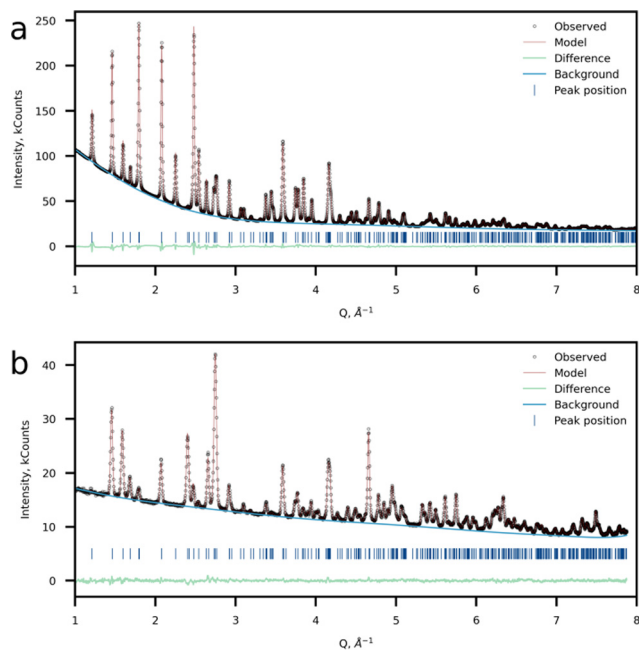 a
250
200
150
100
50
0
Intensity, kCounts
Observed
Model
Difference
Background
Peak position
1 2 3 4 5 6 7 8
Q, Å⁻¹
b
40
30
20
10
0
Intensity, kCounts
Observed
Model
Difference
Background
Peak position
1 2 3 4 5 6 7 8
Q, Å⁻¹